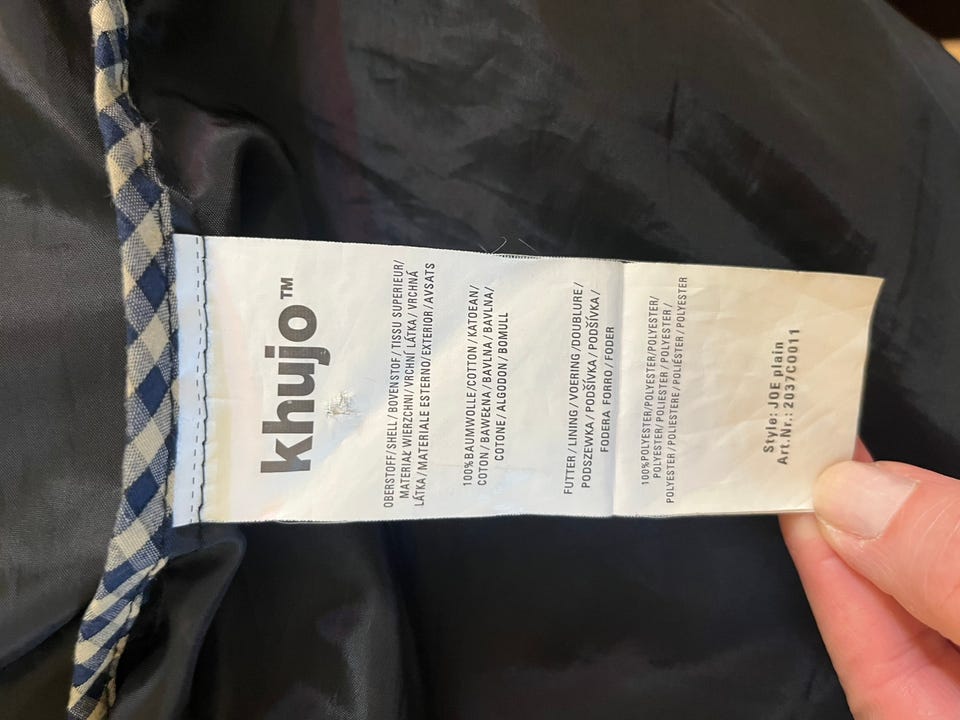 khujo™
OBERSTOFF/SHELL/BOVENSTOF/TISSU SUPERIEUR/
MATERIAŁ WIERZCHNI/VRCHNÍ LÁTKA/VRCHNÁ
LÁTKA/MATERIALE ESTERNO/EXTERIOR/AVSATS
100%BAUMWOLLE/COTTON/KATOEAN/
COTON/BAWEŁNA/BAVLNA/BAVLNA/
COTONE/ALGODON/BOMULL
FUTTER/LINING/VOERING/DOUBLURE/
PODSZEWKA/PODŠÍVKA/PODŠÍVKA/
FODERA FORRO/FODER
100%POLYESTER/POLYESTER/POLYESTER/
POLYESTER/POLIESTER/POLYESTER/
POLYESTER/POLIESTERE/POLIÉSTER/POLYESTER
Style: JOE plain
Art.Nr.: 2037CO011